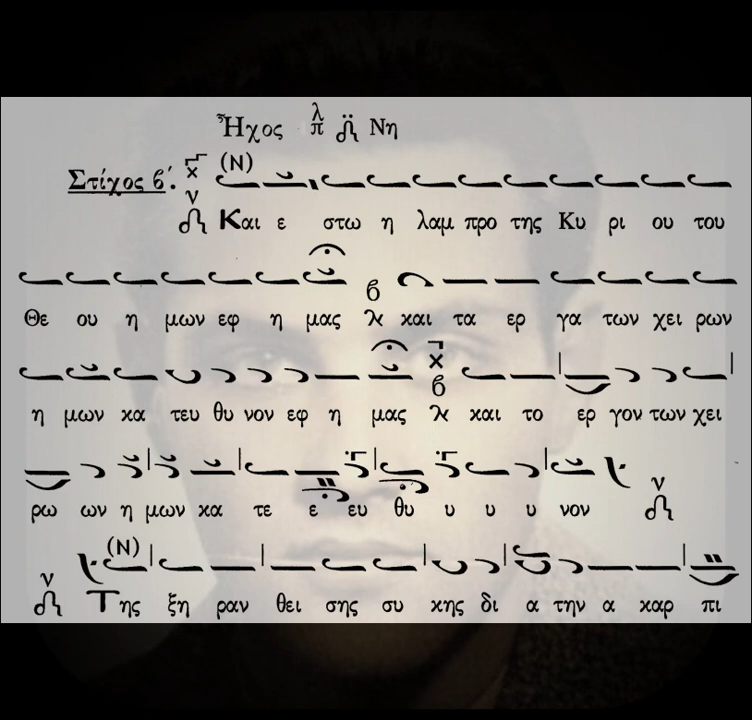 Ἦχος λ π ̈ Νη
Στίχος β΄. (Ν)
Και ε στω η λαμ προ της Κυ ρι ου του
Θε ου η μων εφ η μας και τα ερ γα των χει ρων
η μων κα τευ θυ νον εφ η μας και το ερ γον των χει
ρω ων η μων κα τε ε ευ θυ υ υ υ νον
(Ν)
Της ξη ραν θει σης συ κης δι α την α καρ πι